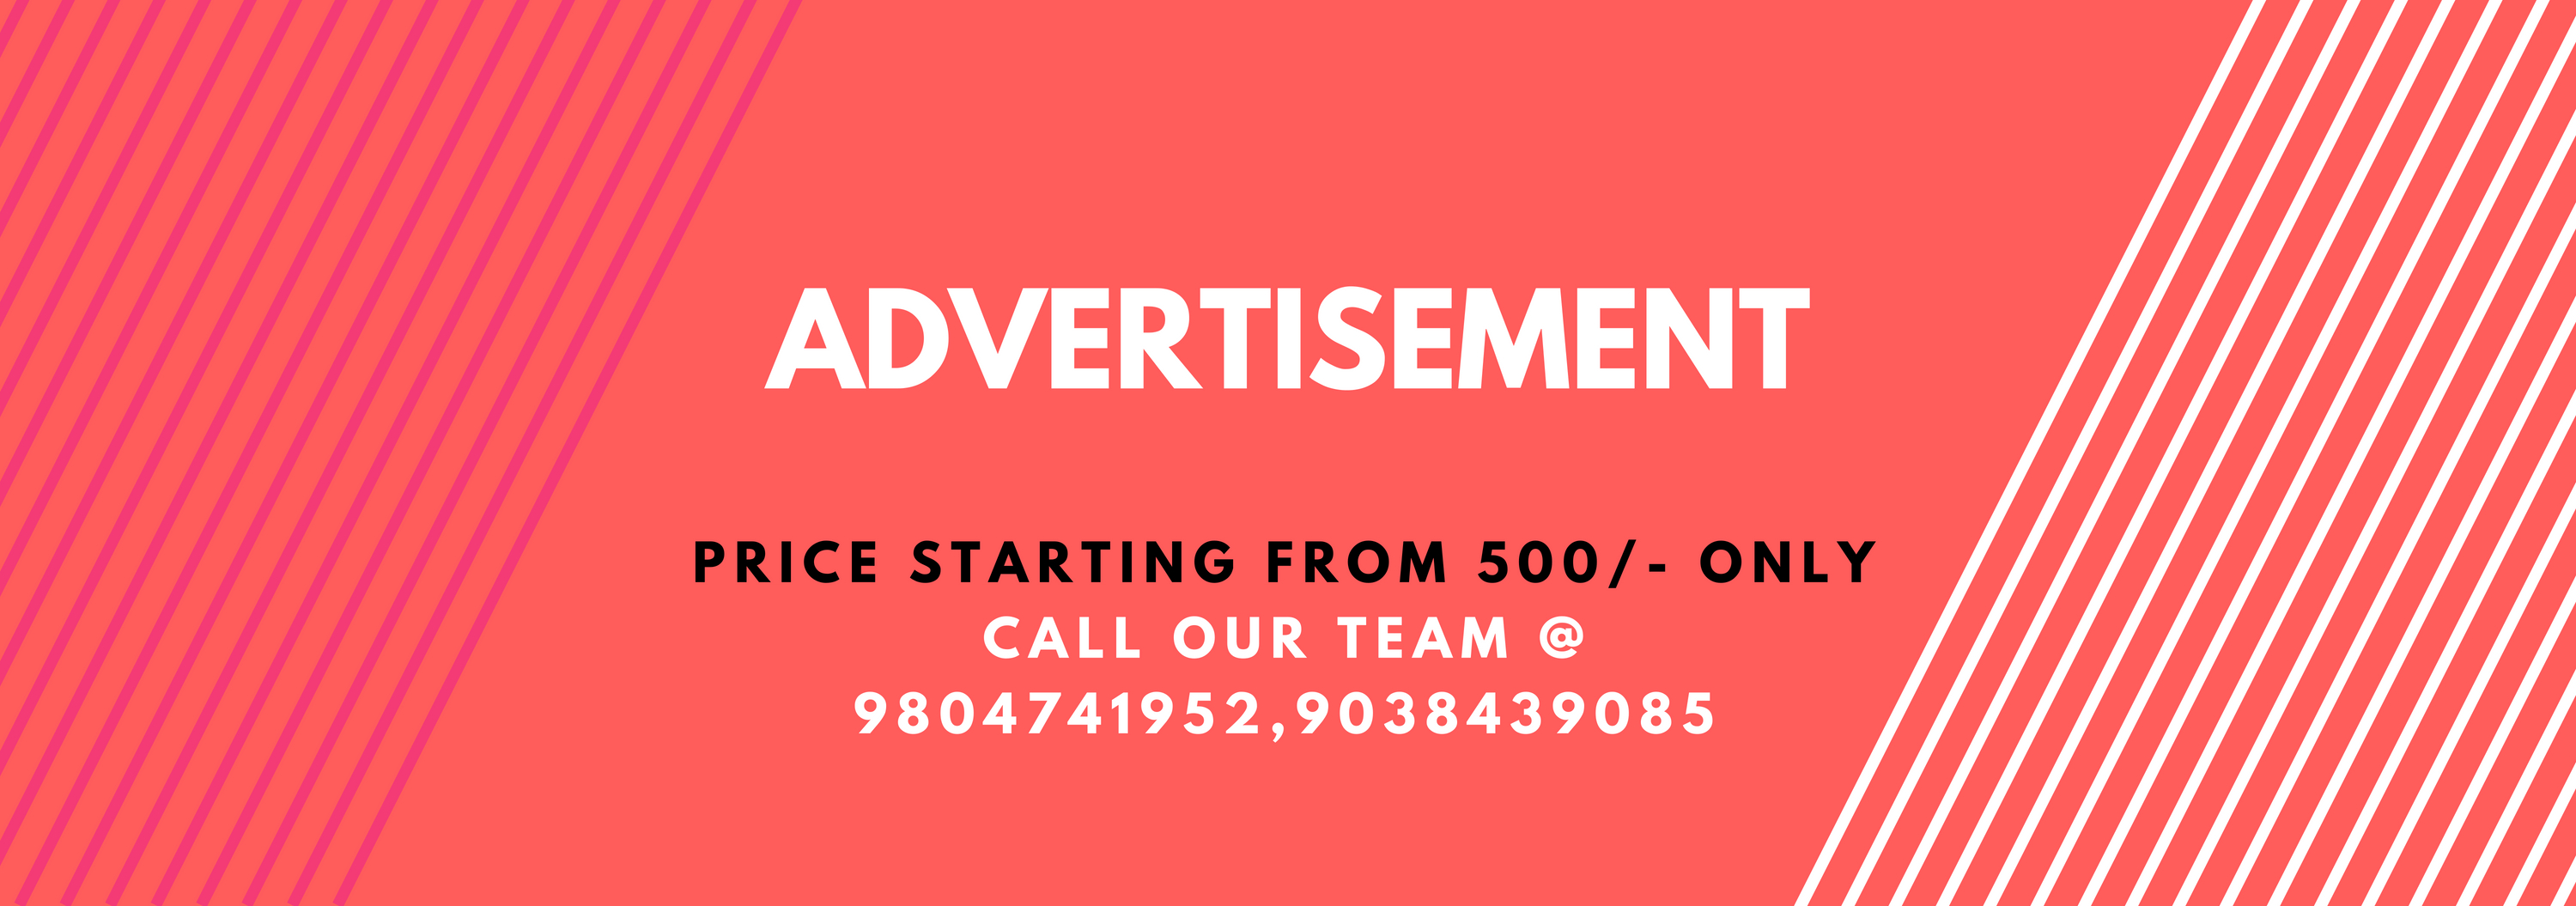 ADVERTISEMENT
PRICE STARTING FROM 500/- ONLY
CALL OUR TEAM @
9804741952,9038439085